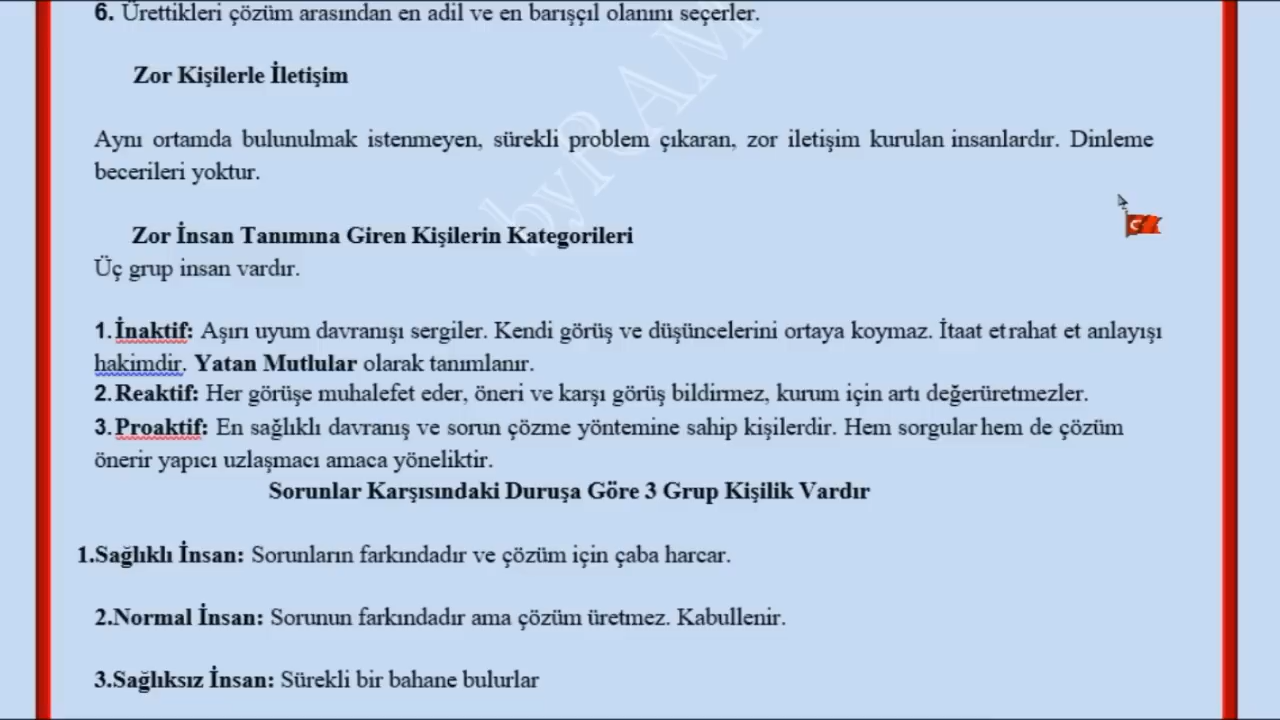 6. Ürettikleri çözüm arasından en adil ve en barışçıl olanını seçerler.
Zor Kişilerle İletişim
Aynı ortamda bulunulmak istenmeyen, sürekli problem çıkaran, zor iletişim kurulan insanlardır. Dinleme
becerileri yoktur.
Zor İnsan Tanımına Giren Kişilerin Kategorileri
Üç grup insan vardır.
1.İnaktif: Aşırı uyum davranışı sergiler. Kendi görüş ve düşüncelerini ortaya koymaz. İtaat et rahat et anlayışı
hakimdir. Yatan Mutlular olarak tanımlanır.
2.Reaktif: Her görüşe muhalefet eder, öneri ve karşı görüş bildirmez, kurum için artı değerüretmezler.
3.Proaktif: En sağlıklı davranış ve sorun çözme yöntemine sahip kişilerdir. Hem sorgular hem de çözüm
önerir yapıcı uzlaşmacı amaca yöneliktir.
Sorunlar Karşısındaki Duruşa Göre 3 Grup Kişilik Vardır
1.Sağlıklı İnsan: Sorunların farkındadır ve çözüm için çaba harcar.
2.Normal İnsan: Sorunun farkındadır ama çözüm üretmez. Kabullenir.
3.Sağlıksız İnsan: Sürekli bir bahane bulurlar
byRAM